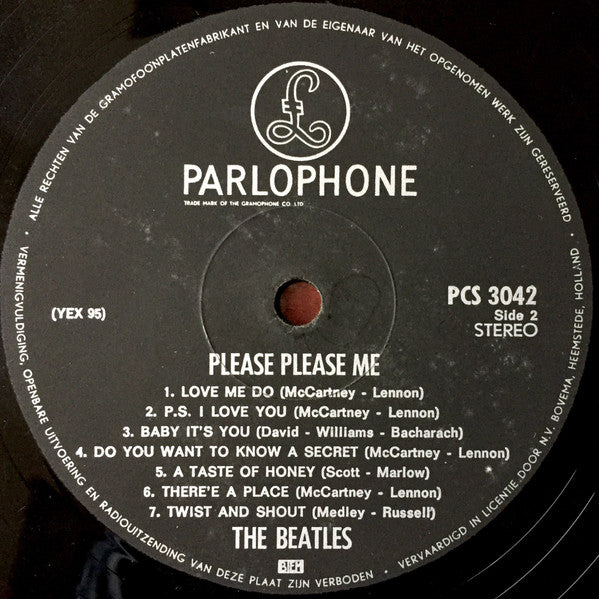 ALLE RECHTEN VAN DE GRAMOFOONPLATENFABRIKANT EN VAN DE EIGENAAR VAN HET OPGENOMEN WERK ZIJN GERESERVEERD
£
PARLOPHONE
TRADE MARK OF THE GRAMOPHONE CO. LTD
PCS 3042
(YEX 95)
Side 2
STEREO
PLEASE PLEASE ME
1. LOVE ME DO (McCartney - Lennon)
2. P.S. I LOVE YOU (McCartney - Lennon)
3. BABY IT'S YOU (David - Williams - Bacharach)
4. DO YOU WANT TO KNOW A SECRET (McCartney - Lennon)
5. A TASTE OF HONEY (Scott - Marlow)
6. THERE'E A PLACE (McCartney - Lennon)
7. TWIST AND SHOUT (Medley - Russell)
THE BEATLES
BIEM
• VERMENIGVULDIGING, OPENBARE UITVOERING EN RADIOUITZENDING VAN DEZE PLAAT ZIJN VERBODEN • VERVAARDIGD IN LICENTIE DOOR N.V. BOVEMA, HEEMSTEDE, HOLLAND •